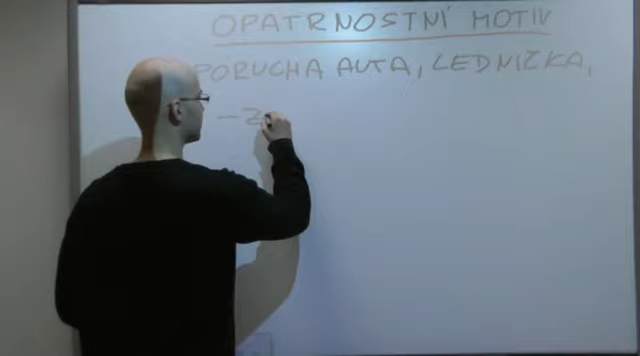 OPATRNOSTNÍ MOTIV
PORUCHA AUTA, LEDNIČKA,
- Z